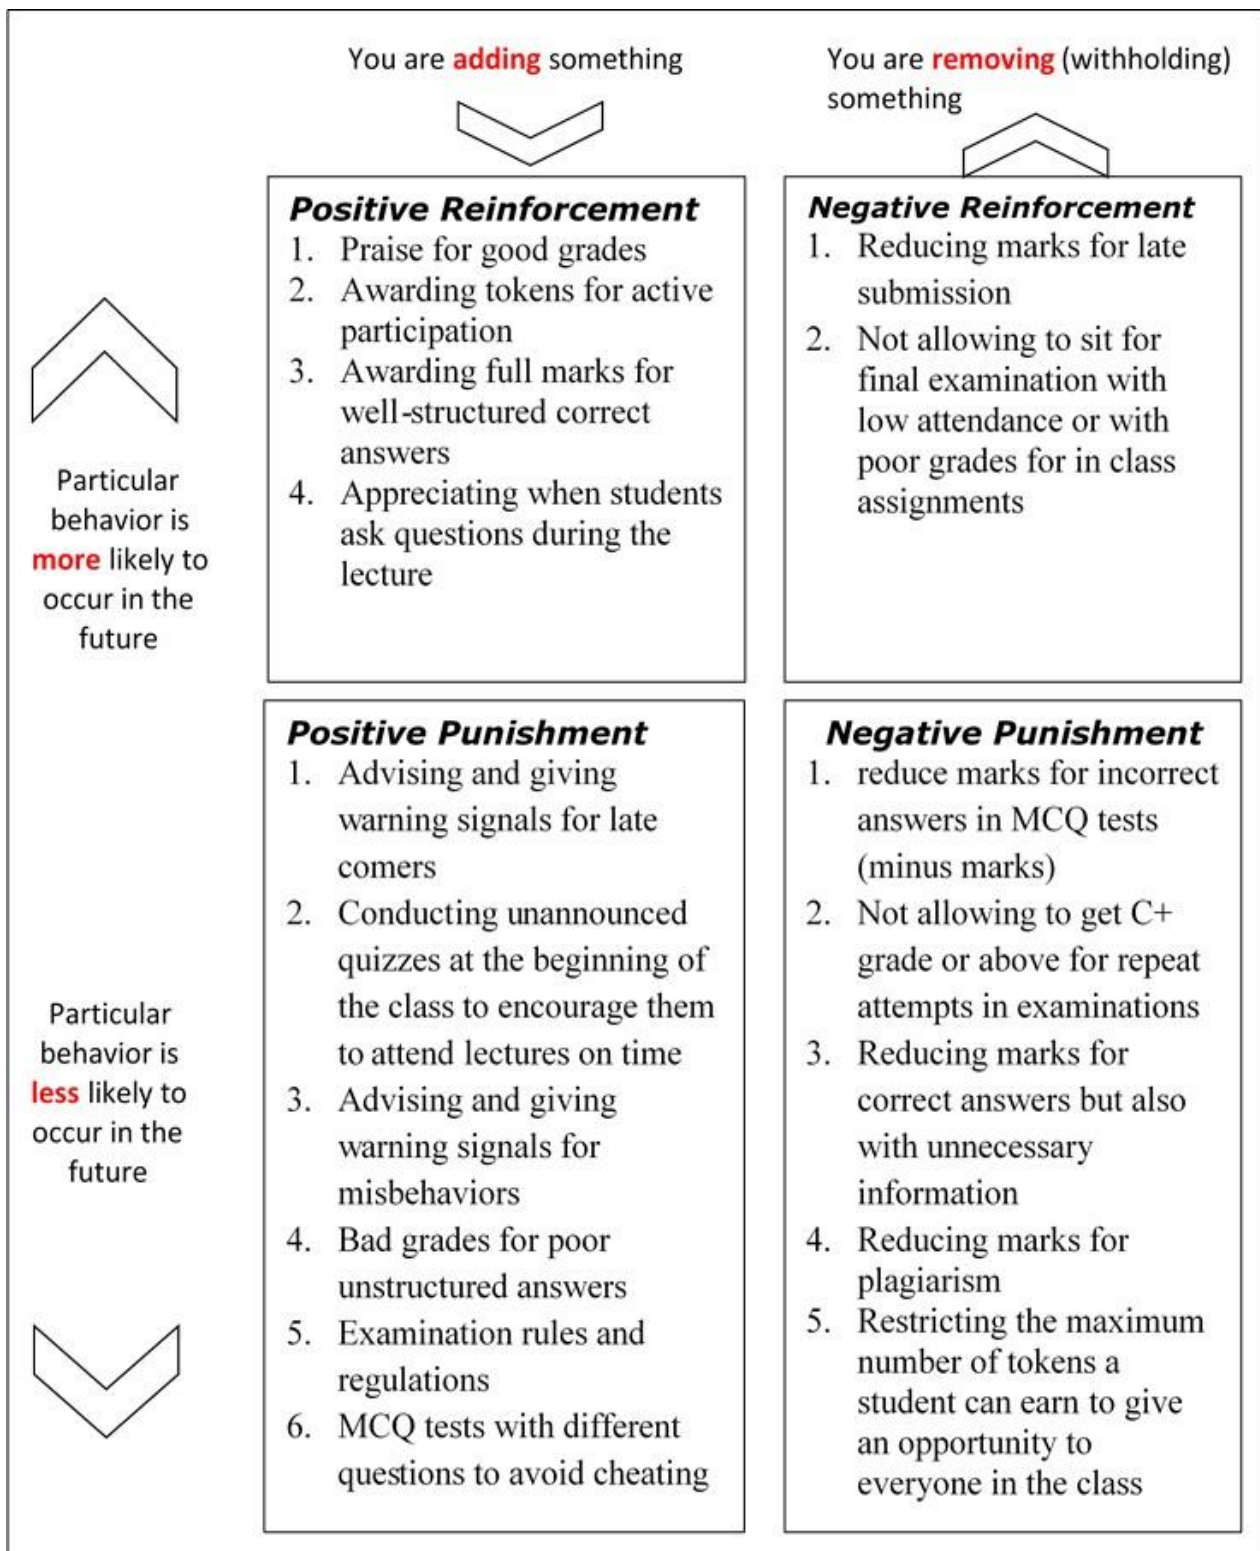 You are adding something
You are removing (withholding)
something
Positive Reinforcement
1. Praise for good grades
2. Awarding tokens for active
participation
3. Awarding full marks for
well-structured correct
answers
4. Appreciating when students
ask questions during the
lecture
Negative Reinforcement
1. Reducing marks for late
submission
2. Not allowing to sit for
final examination with
low attendance or with
poor grades for in class
assignments
Particular
behavior is
more likely to
occur in the
future
Positive Punishment
1. Advising and giving
warning signals for late
comers
2. Conducting unannounced
quizzes at the beginning of
the class to encourage them
to attend lectures on time
3. Advising and giving
warning signals for
misbehaviors
4. Bad grades for poor
unstructured answers
5. Examination rules and
regulations
6. MCQ tests with different
questions to avoid cheating
Negative Punishment
1. reduce marks for incorrect
answers in MCQ tests
(minus marks)
2. Not allowing to get C+
grade or above for repeat
attempts in examinations
3. Reducing marks for
correct answers but also
with unnecessary
information
4. Reducing marks for
plagiarism
5. Restricting the maximum
number of tokens a
student can earn to give
an opportunity to
everyone in the class
Particular
behavior is
less likely to
occur in the
future